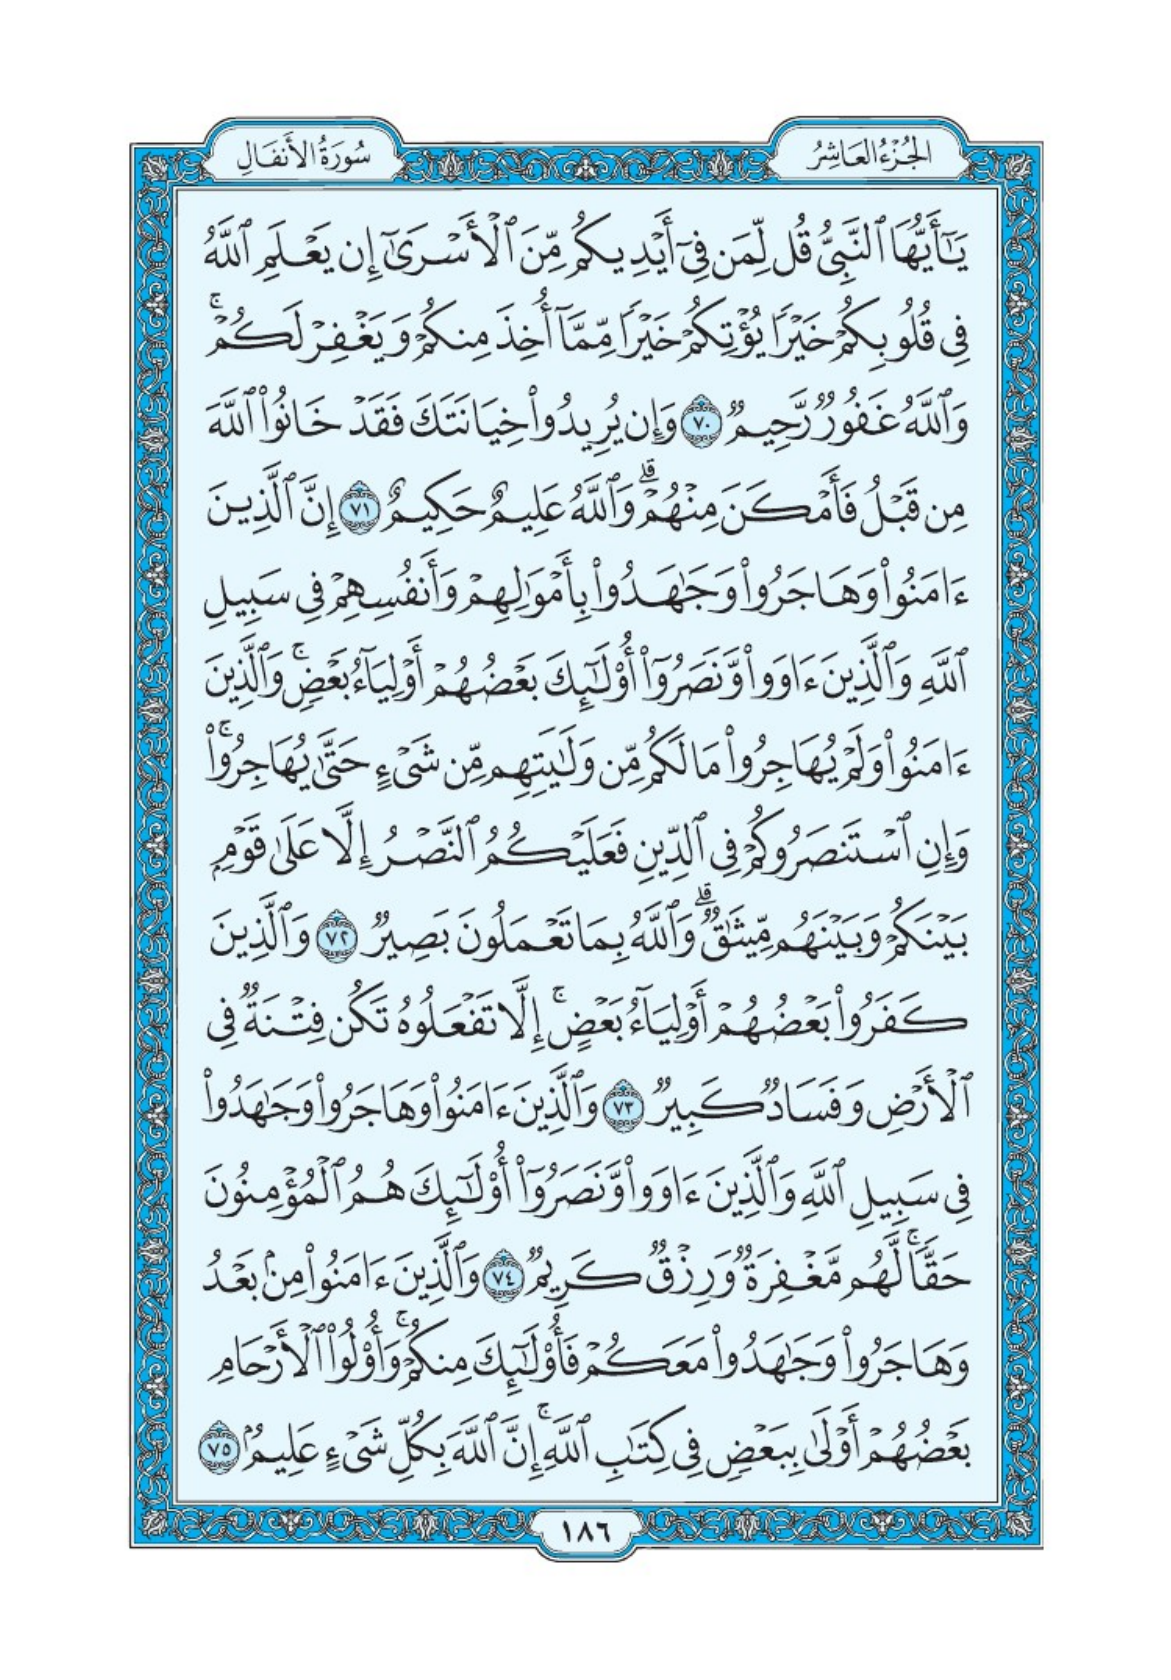 الجُزْءُ العَاشِرُ
سُورَةُ الأَنفَالِ
يَـٰٓأَيُّهَا ٱلنَّبِىُّ قُل لِّمَن فِىٓ أَيْدِيكُم مِّنَ ٱلْأَسْرَىٰٓ إِن يَعْلَمِ ٱللَّهُ
فِى قُلُوبِكُمْ خَيْرًا يُؤْتِكُمْ خَيْرًا مِّمَّآ أُخِذَ مِنكُمْ وَيَغْفِرْ لَكُمْ ۚ
وَٱللَّهُ غَفُورٌ رَّحِيمٌ ٧٠ وَإِن يُرِيدُوا۟ خِيَانَتَكَ فَقَدْ خَانُوا۟ ٱللَّهَ
مِن قَبْلُ فَأَمْكَنَ مِنْهُمْ ۗ وَٱللَّهُ عَلِيمٌ حَكِيمٌ ٧١ إِنَّ ٱلَّذِينَ
ءَامَنُوا۟ وَهَاجَرُوا۟ وَجَـٰهَدُوا۟ بِأَمْوَٰلِهِمْ وَأَنفُسِهِمْ فِى سَبِيلِ
ٱللَّهِ وَٱلَّذِينَ ءَاوَوا۟ وَّنَصَرُوٓا۟ أُو۟لَـٰٓئِكَ بَعْضُهُمْ أَوْلِيَآءُ بَعْضٍ ۚ وَٱلَّذِينَ
ءَامَنُوا۟ وَلَمْ يُهَاجِرُوا۟ مَا لَكُم مِّن وَلَـٰيَتِهِم مِّن شَىْءٍ حَتَّىٰ يُهَاجِرُوا۟ ۚ
وَإِنِ ٱسْتَنصَرُوكُمْ فِى ٱلدِّينِ فَعَلَيْكُمُ ٱلنَّصْرُ إِلَّا عَلَىٰ قَوْمٍ
بَيْنَكُمْ وَبَيْنَهُم مِّيثَـٰقٌ ۗ وَٱللَّهُ بِمَا تَعْمَلُونَ بَصِيرٌ ٧٢ وَٱلَّذِينَ
كَفَرُوا۟ بَعْضُهُمْ أَوْلِيَآءُ بَعْضٍ ۚ إِلَّا تَفْعَلُوهُ تَكُن فِتْنَةٌ فِى
ٱلْأَرْضِ وَفَسَادٌ كَبِيرٌ ٧٣ وَٱلَّذِينَ ءَامَنُوا۟ وَهَاجَرُوا۟ وَجَـٰهَدُوا۟
فِى سَبِيلِ ٱللَّهِ وَٱلَّذِينَ ءَاوَوا۟ وَّنَصَرُوٓا۟ أُو۟لَـٰٓئِكَ هُمُ ٱلْمُؤْمِنُونَ
حَقًّا ۚ لَّهُم مَّغْفِرَةٌ وَرِزْقٌ كَرِيمٌ ٧٤ وَٱلَّذِينَ ءَامَنُوا۟ مِنۢ بَعْدُ
وَهَاجَرُوا۟ وَجَـٰهَدُوا۟ مَعَكُمْ فَأُو۟لَـٰٓئِكَ مِنكُمْ ۚ وَأُو۟لُوا۟ ٱلْأَرْحَامِ
بَعْضُهُمْ أَوْلَىٰ بِبَعْضٍ فِى كِتَـٰبِ ٱللَّهِ ۚ إِنَّ ٱللَّهَ بِكُلِّ شَىْءٍ عَلِيمٌۢ ٧٥
١٨٦